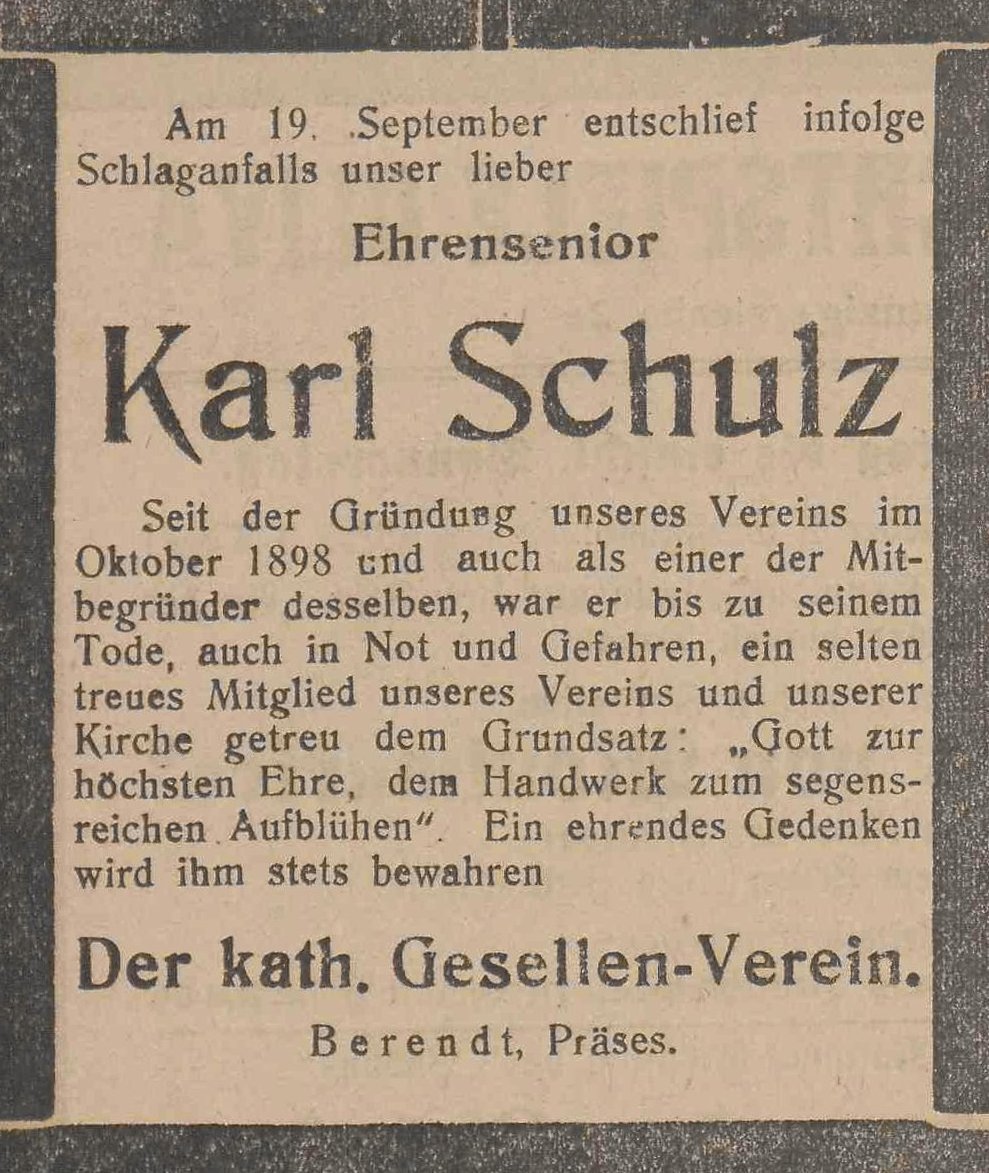 Am 19. September entschlief infolge
Schlaganfalls unser lieber
Ehrensenior
Karl Schulz
Seit der Gründung unseres Vereins im
Oktober 1898 und auch als einer der Mit-
begründer desselben, war er bis zu seinem
Tode, auch in Not und Gefahren, ein selten
treues Mitglied unseres Vereins und unserer
Kirche getreu dem Grundsatz: „Gott zur
höchsten Ehre, dem Handwerk zum segens-
reichen Aufblühen“. Ein ehrendes Gedenken
wird ihm stets bewahren
Der kath. Gesellen-Verein.
Berendt, Präses.